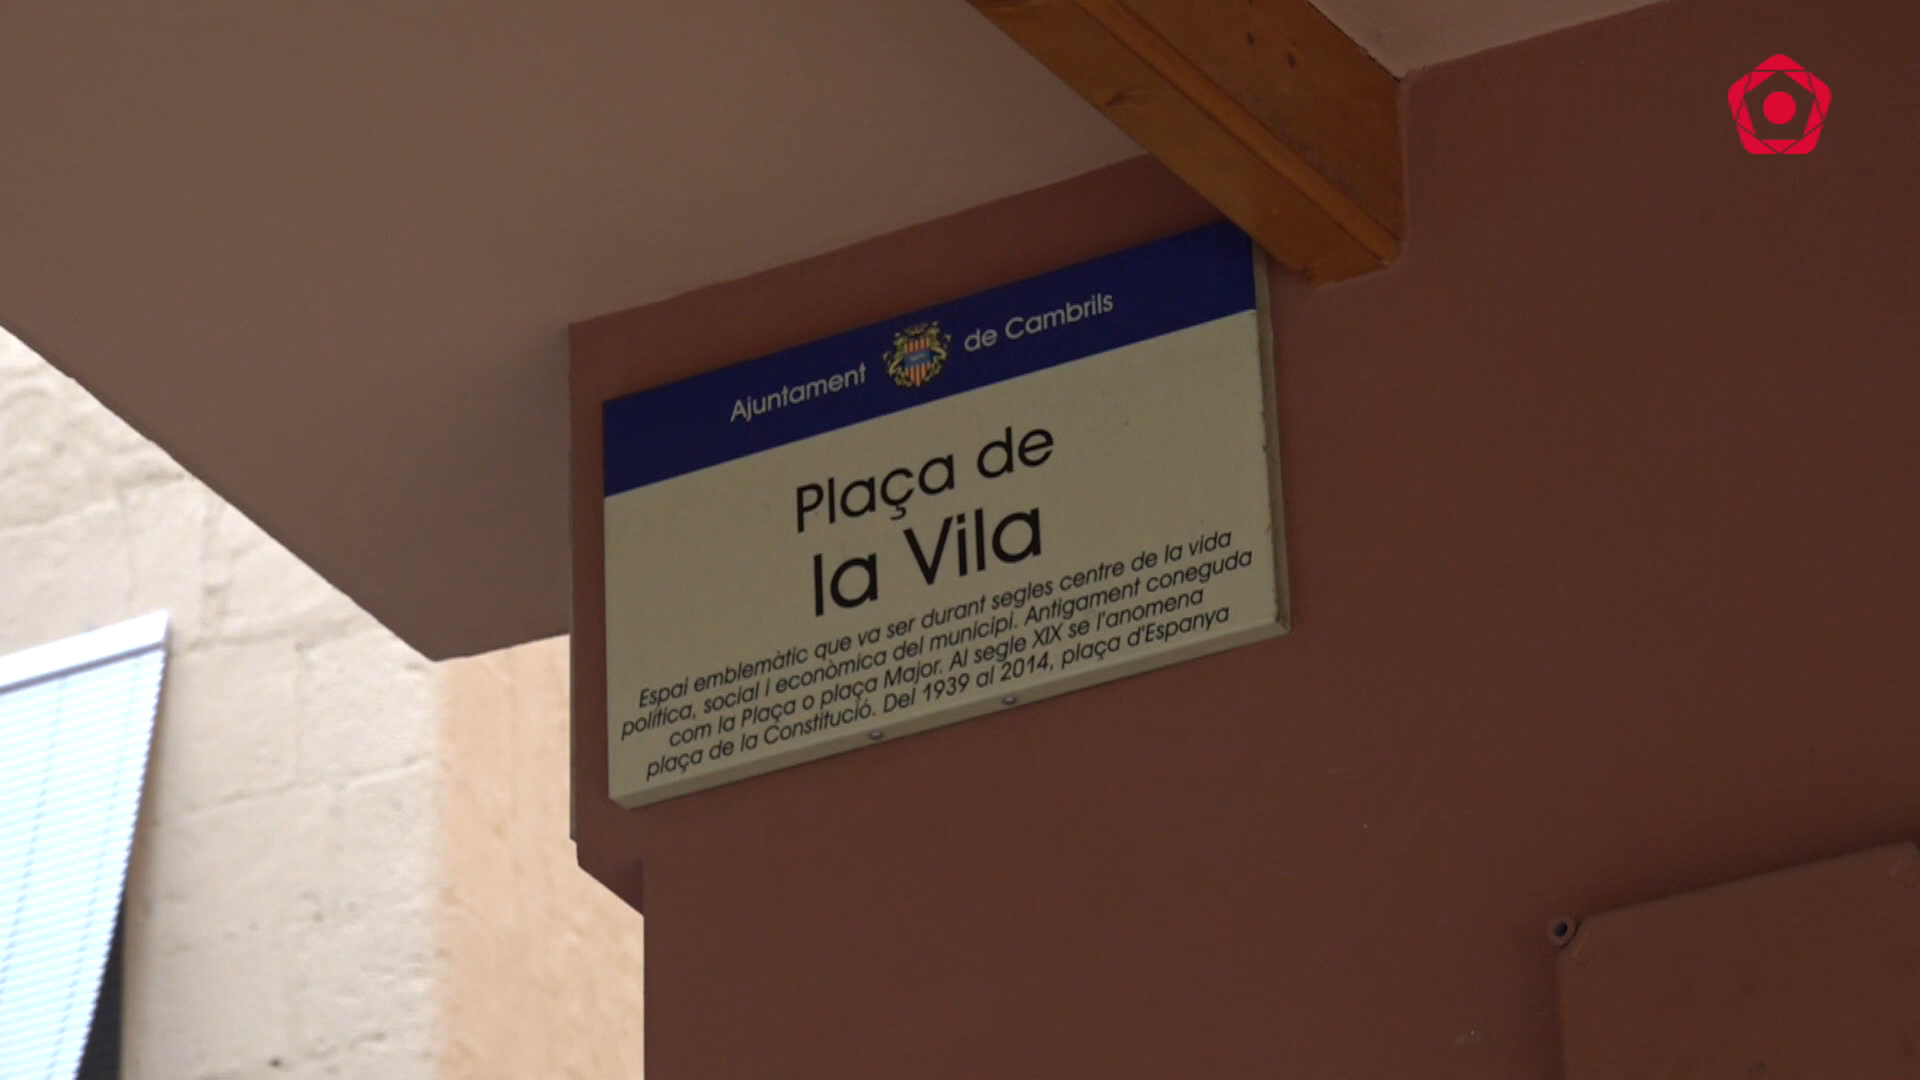 Ajuntament de Cambrils
Plaça de
la Vila
Espai emblemàtic que va ser durant segles centre de la vida
política, social i econòmica del municipi. Antigament coneguda
com la Plaça o plaça Major. Al segle XIX se l'anomena
plaça de la Constitució. Del 1939 al 2014, plaça d'Espanya